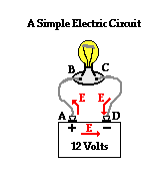 A Simple Electric Circuit
B C
E E
A D
+ E −
12 Volts